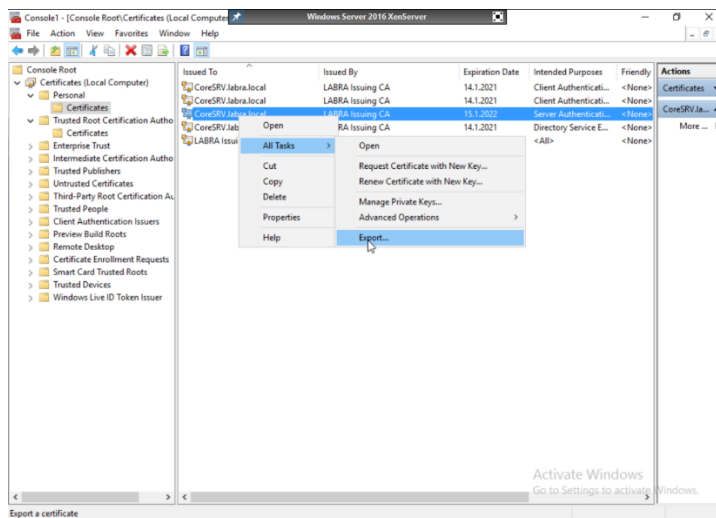 Console1 - [Console Root\Certificates (Local Computer
Windows Server 2016 XenServer
File Action View Favorites Window Help
Console Root
Certificates (Local Computer)
Personal
Certificates
Trusted Root Certification Autho
Certificates
Enterprise Trust
Intermediate Certification Autho
Trusted Publishers
Untrusted Certificates
Third-Party Root Certification Au
Trusted People
Client Authentication Issuers
Preview Build Roots
Remote Desktop
Certificate Enrollment Requests
Smart Card Trusted Roots
Trusted Devices
Windows Live ID Token Issuer
Issued To Issued By Expiration Date Intended Purposes Friendly
CoreSRV.labra.local LABRA Issuing CA 14.1.2021 Client Authenticati... <None>
CoreSRV.labra.local LABRA Issuing CA 14.1.2021 Client Authenticati... <None>
CoreSRV.labra.local LABRA Issuing CA 15.1.2022 Server Authenticati... <None>
CoreSRV.lab RA Issuing CA 14.1.2021 Directory Service E... <None>
LABRA Issui <All> <None>
Open
All Tasks
Cut
Copy
Delete
Properties
Help
Open
Request Certificate with New Key...
Renew Certificate with New Key...
Manage Private Keys...
Advanced Operations
Export...
Actions
Certificates
CoreSRV.la...
More ...
Activate Windows
Go to Settings to activate Windows.
Export a certificate